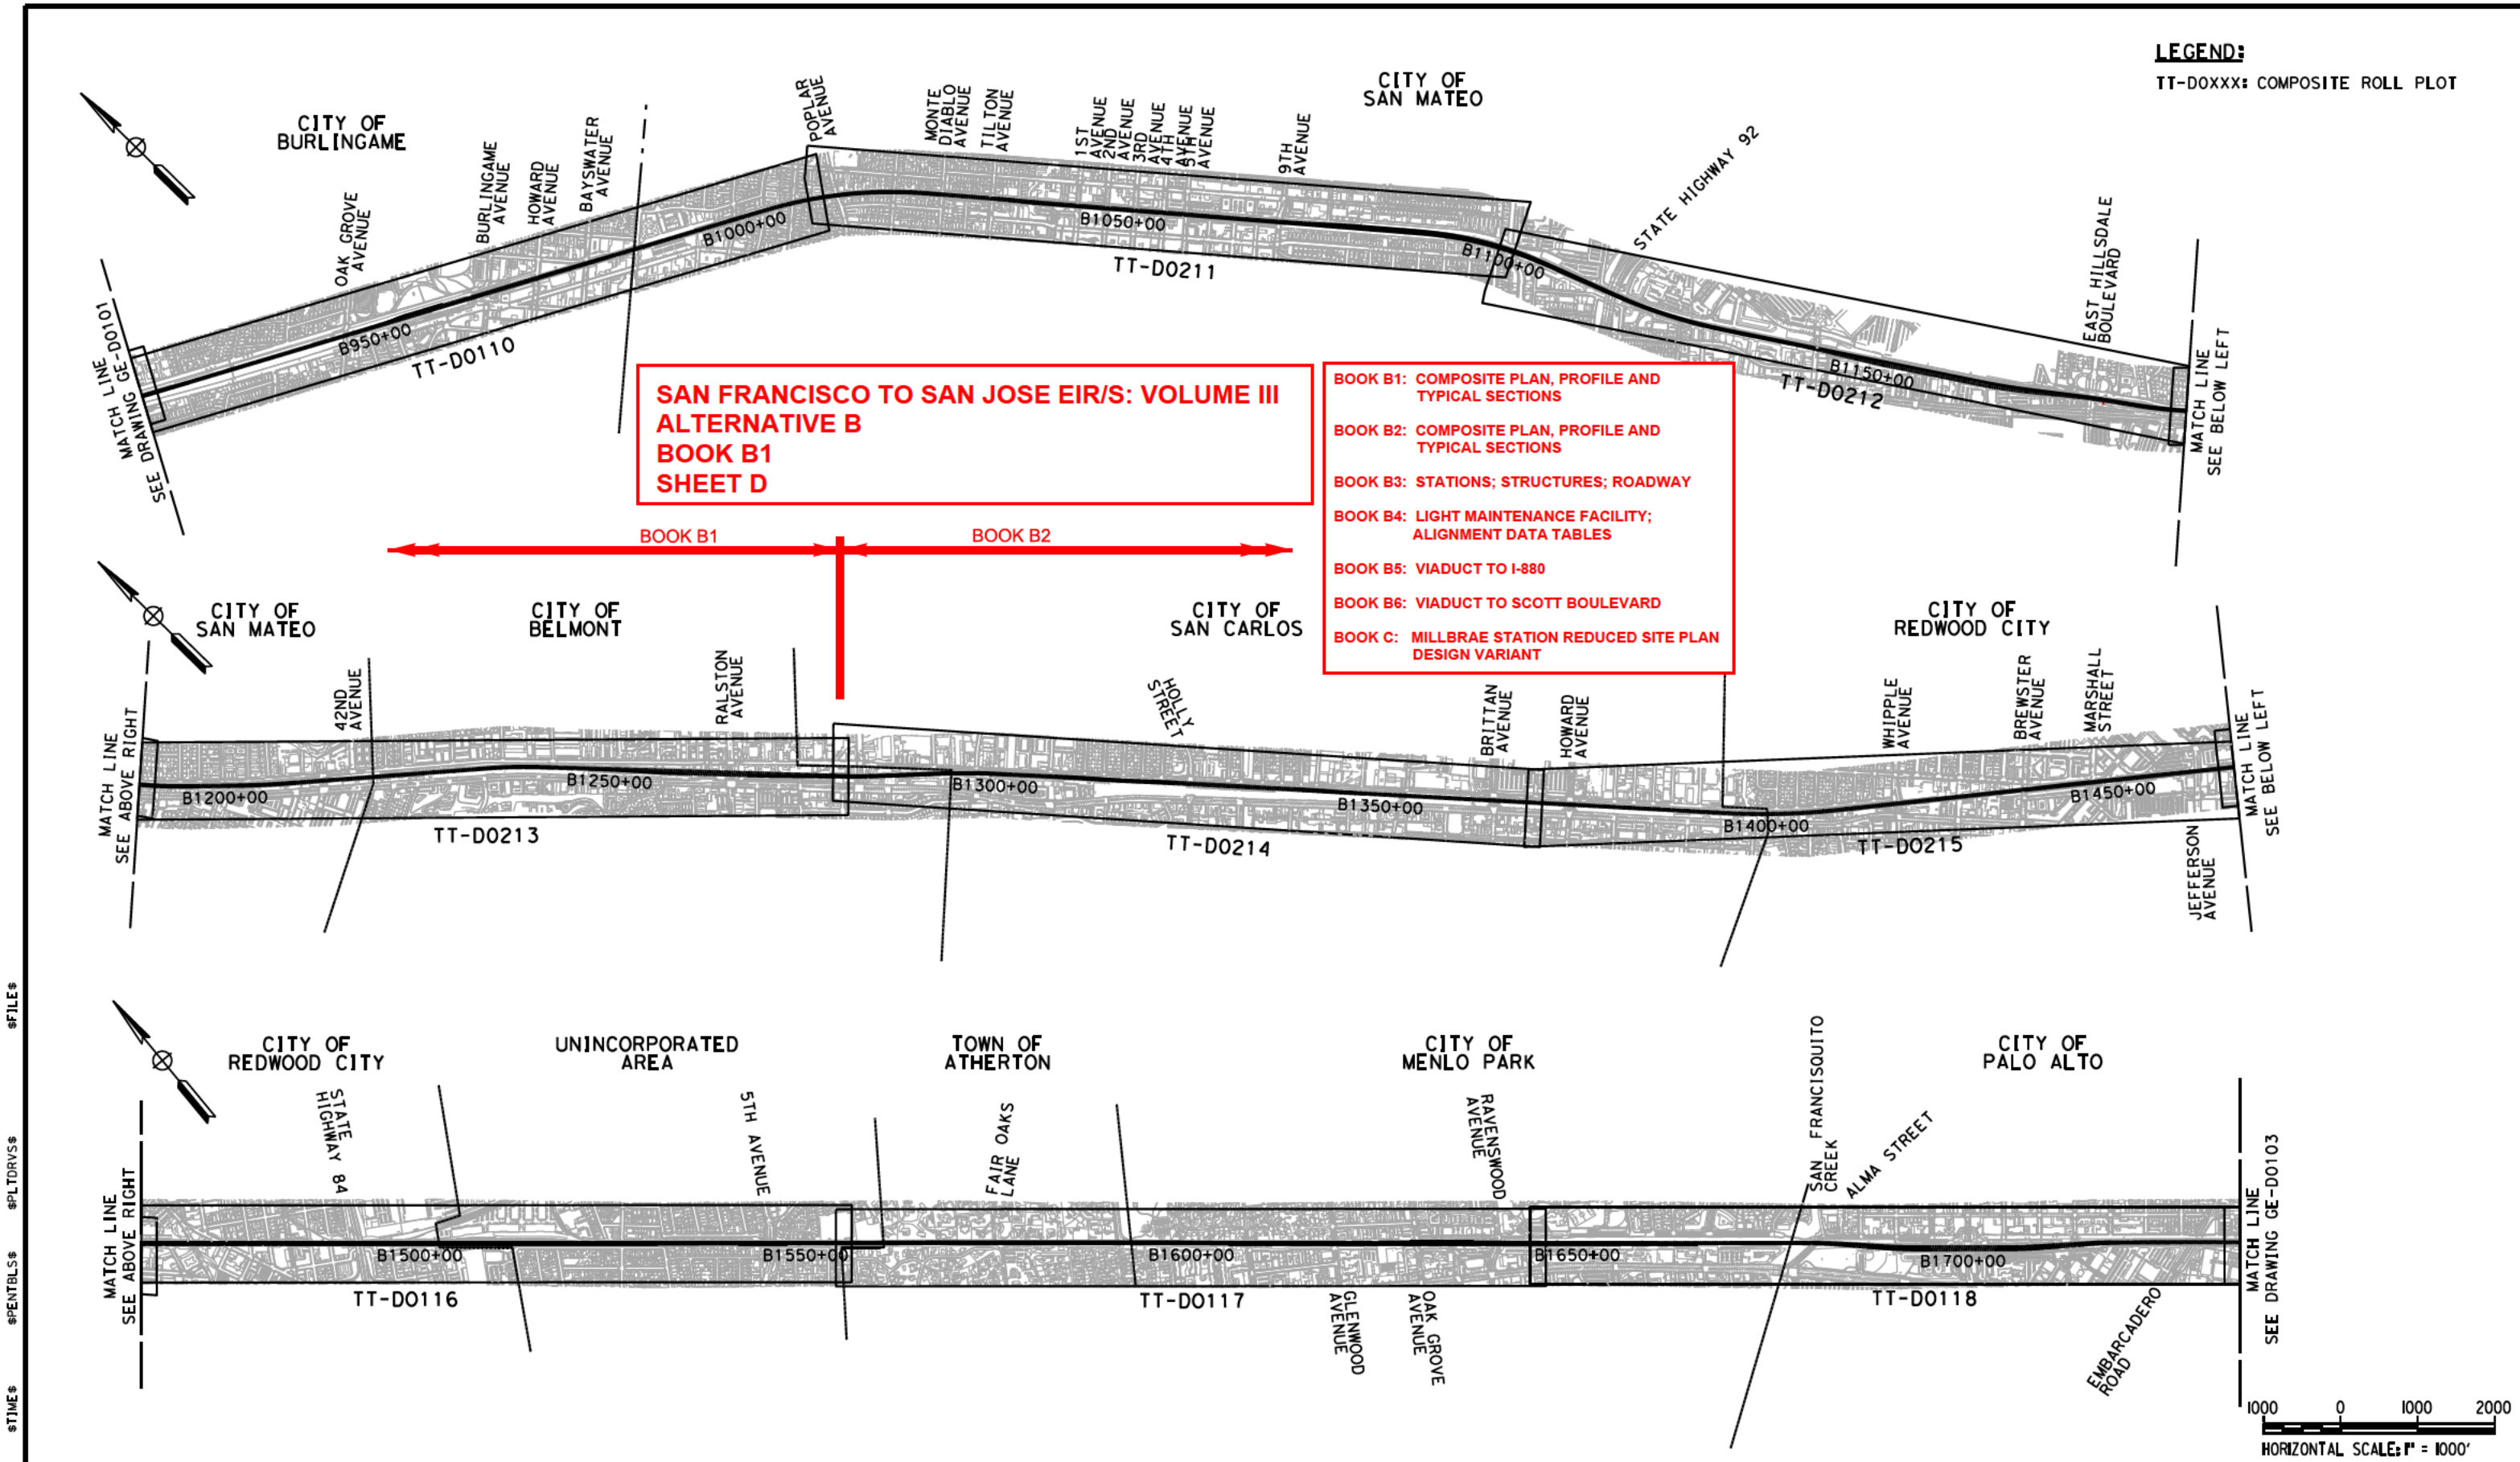 LEGEND:
TT-D0XXX: COMPOSITE ROLL PLOT
CITY OF
BURLINGAME
CITY OF
SAN MATEO
OAK GROVE
AVENUE
BURLINGAME
AVENUE
HOWARD
AVENUE
BAYSWATER
AVENUE
POPLAR
AVENUE
MONTE
DIABLO
AVENUE
TILTON
AVENUE
1ST
AVENUE
2ND
AVENUE
3RD
AVENUE
4TH
AVENUE
5TH
AVENUE
9TH
AVENUE
STATE HIGHWAY 92
EAST HILLSDALE
BOULEVARD
MATCH LINE
SEE DRAWING GE-D0101
B950+00
B1000+00
B1050+00
B1100+00
B1150+00
TT-D0110
TT-D0211
TT-D0212
MATCH LINE
SEE BELOW LEFT
SAN FRANCISCO TO SAN JOSE EIR/S: VOLUME III
ALTERNATIVE B
BOOK B1
SHEET D
BOOK B1: COMPOSITE PLAN, PROFILE AND
TYPICAL SECTIONS
BOOK B2: COMPOSITE PLAN, PROFILE AND
TYPICAL SECTIONS
BOOK B3: STATIONS; STRUCTURES; ROADWAY
BOOK B4: LIGHT MAINTENANCE FACILITY;
ALIGNMENT DATA TABLES
BOOK B5: VIADUCT TO I-880
BOOK B6: VIADUCT TO SCOTT BOULEVARD
BOOK C: MILLBRAE STATION REDUCED SITE PLAN
DESIGN VARIANT
BOOK B1
BOOK B2
CITY OF
SAN MATEO
CITY OF
BELMONT
CITY OF
SAN CARLOS
CITY OF
REDWOOD CITY
42ND
AVENUE
RALSTON
AVENUE
HOLLY
STREET
BRITTAN
AVENUE
HOWARD
AVENUE
WHIPPLE
AVENUE
BREWSTER
AVENUE
MARSHALL
STREET
MATCH LINE
SEE ABOVE RIGHT
B1200+00
B1250+00
B1300+00
B1350+00
B1400+00
B1450+00
TT-D0213
TT-D0214
TT-D0215
JEFFERSON
AVENUE
MATCH LINE
SEE BELOW LEFT
CITY OF
REDWOOD CITY
UNINCORPORATED
AREA
TOWN OF
ATHERTON
CITY OF
MENLO PARK
CITY OF
PALO ALTO
STATE
HIGHWAY 84
5TH AVENUE
FAIR OAKS
LANE
RAVENSWOOD
AVENUE
SAN FRANCISQUITO
CREEK
ALMA STREET
MATCH LINE
SEE ABOVE RIGHT
B1500+00
B1550+00
B1600+00
B1650+00
B1700+00
TT-D0116
TT-D0117
TT-D0118
GLENWOOD
AVENUE
OAK GROVE
AVENUE
EMBARCADERO
ROAD
MATCH LINE
SEE DRAWING GE-D0103
1000 0 1000 2000
HORIZONTAL SCALE: 1" = 1000'
$FILE$
$PLTDRVS$
$PENTBLS$
$TIME$